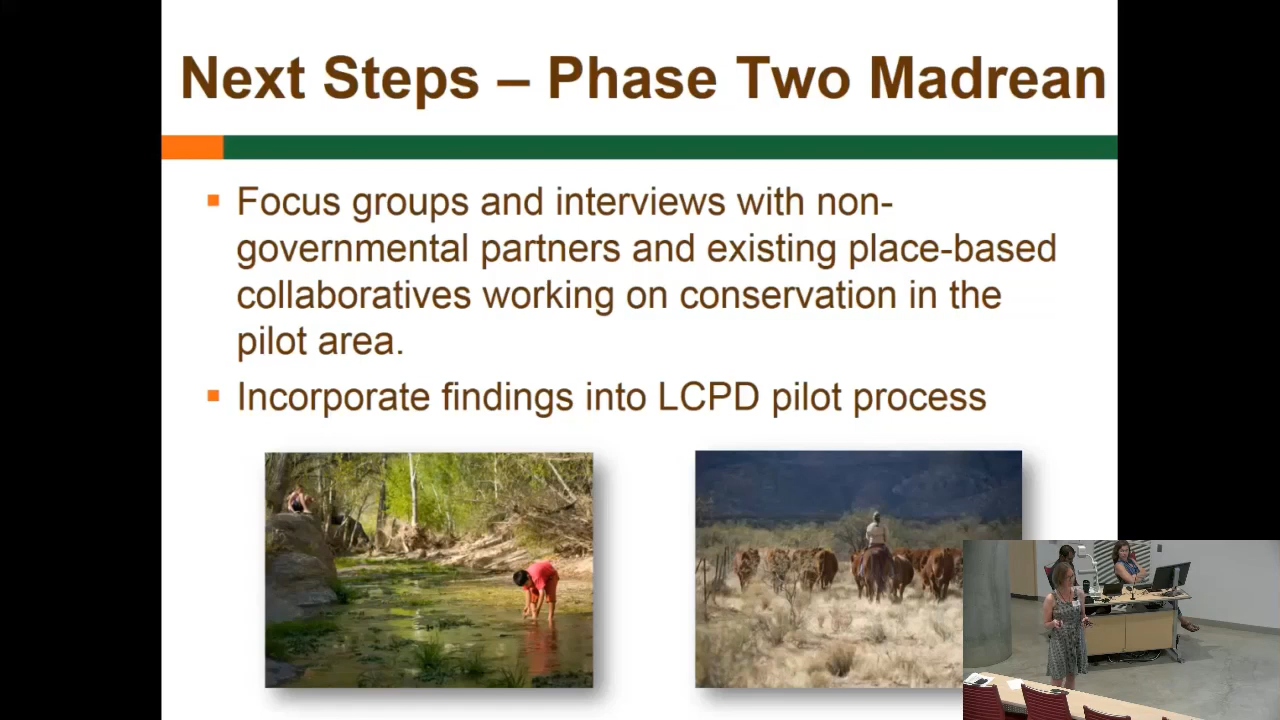 Next Steps – Phase Two Madrean
Focus groups and interviews with non-
governmental partners and existing place-based
collaboratives working on conservation in the
pilot area.
Incorporate findings into LCPD pilot process